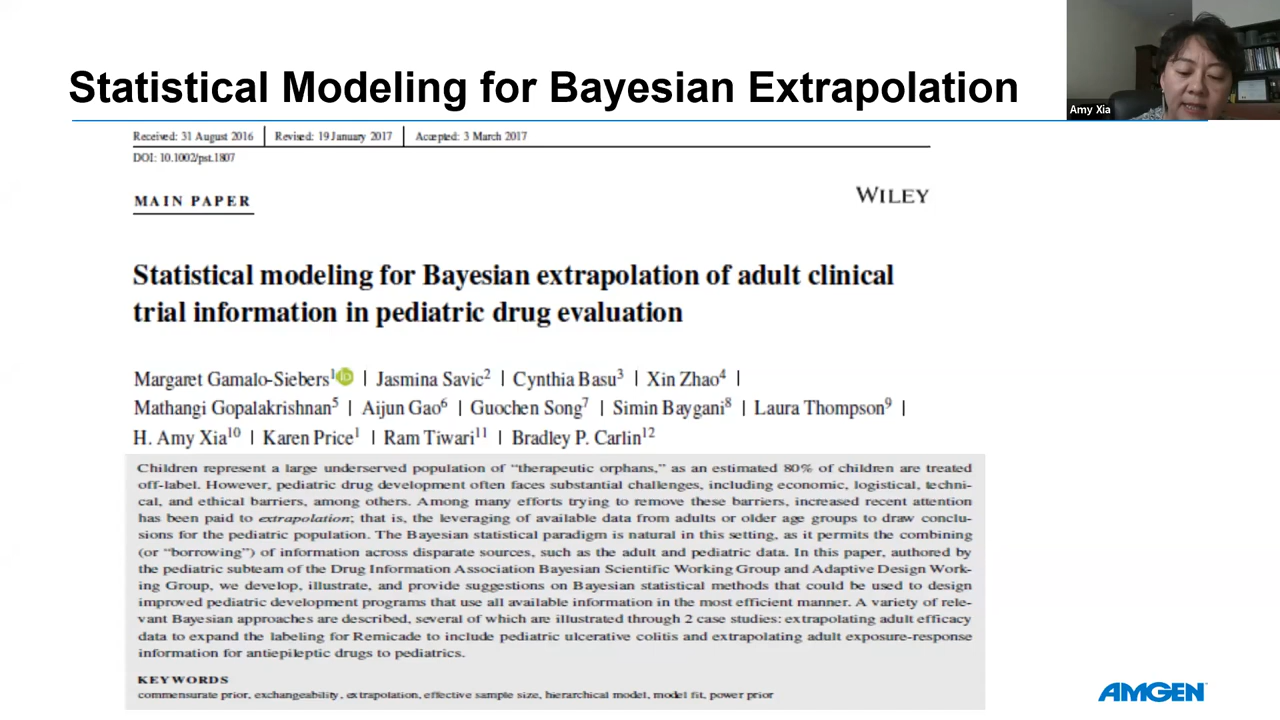 Statistical Modeling for Bayesian Extrapolation
Amy Xia
Received: 31 August 2016 | Revised: 19 January 2017 | Accepted: 3 March 2017
DOI: 10.1002/pst.1807
MAIN PAPER
WILEY
Statistical modeling for Bayesian extrapolation of adult clinical
trial information in pediatric drug evaluation
Margaret Gamalo-Siebers1 iD | Jasmina Savic2 | Cynthia Basu3 | Xin Zhao4 |
Mathangi Gopalakrishnan5 | Aijun Gao6 | Guochen Song7 | Simin Baygani8 | Laura Thompson9 |
H. Amy Xia10 | Karen Price1 | Ram Tiwari11 | Bradley P. Carlin12
Children represent a large underserved population of “therapeutic orphans,” as an estimated 80% of children are treated
off-label. However, pediatric drug development often faces substantial challenges, including economic, logistical, techni-
cal, and ethical barriers, among others. Among many efforts trying to remove these barriers, increased recent attention
has been paid to extrapolation; that is, the leveraging of available data from adults or older age groups to draw conclu-
sions for the pediatric population. The Bayesian statistical paradigm is natural in this setting, as it permits the combining
(or “borrowing”) of information across disparate sources, such as the adult and pediatric data. In this paper, authored by
the pediatric subteam of the Drug Information Association Bayesian Scientific Working Group and Adaptive Design Work-
ing Group, we develop, illustrate, and provide suggestions on Bayesian statistical methods that could be used to design
improved pediatric development programs that use all available information in the most efficient manner. A variety of rele-
vant Bayesian approaches are described, several of which are illustrated through 2 case studies: extrapolating adult efficacy
data to expand the labeling for Remicade to include pediatric ulcerative colitis and extrapolating adult exposure-response
information for antiepileptic drugs to pediatrics.
KEYWORDS
commensurate prior, exchangeability, extrapolation, effective sample size, hierarchical model, model fit, power prior
AMGEN